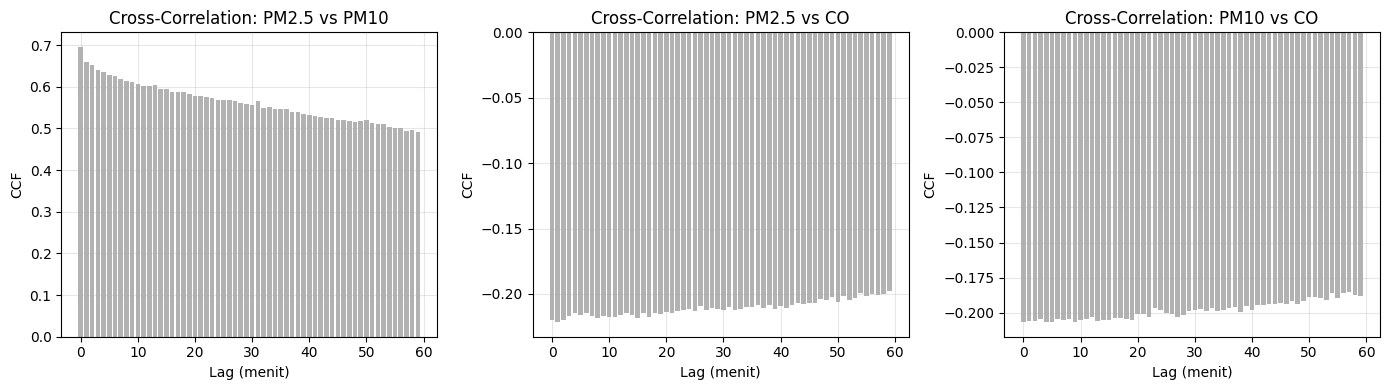 Cross-Correlation: PM2.5 vs PM10
0.7
0.6
0.5
0.4
0.3
0.2
0.1
0.0
CCF
0 10 20 30 40 50 60
Lag (menit)
Cross-Correlation: PM2.5 vs CO
0.00
−0.05
−0.10
−0.15
−0.20
CCF
0 10 20 30 40 50 60
Lag (menit)
Cross-Correlation: PM10 vs CO
0.000
−0.025
−0.050
−0.075
−0.100
−0.125
−0.150
−0.175
−0.200
CCF
0 10 20 30 40 50 60
Lag (menit)